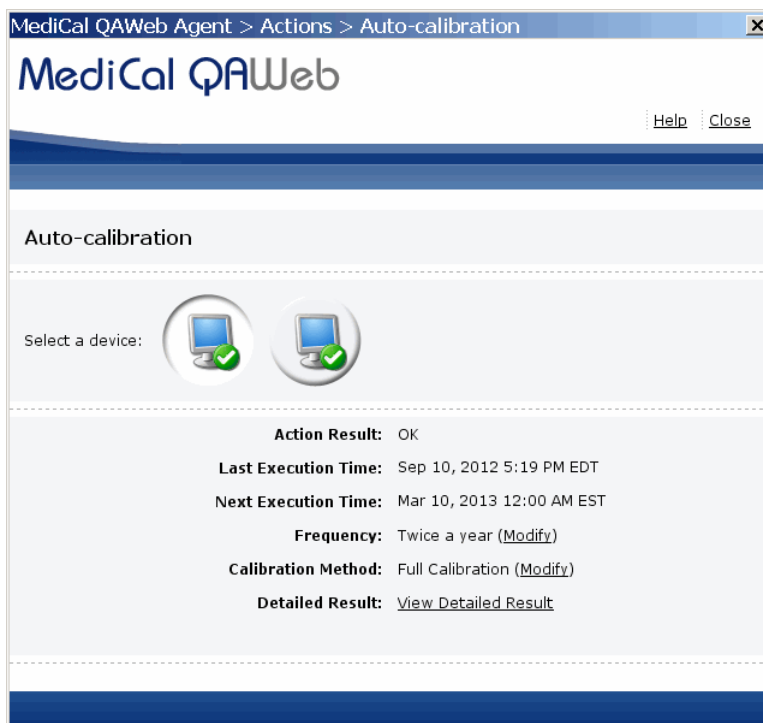 MediCal QAWeb Agent > Actions > Auto-calibration
MediCal QAWeb
Help Close
Auto-calibration
Select a device:
Action Result: OK
Last Execution Time: Sep 10, 2012 5:19 PM EDT
Next Execution Time: Mar 10, 2013 12:00 AM EST
Frequency: Twice a year (Modify)
Calibration Method: Full Calibration (Modify)
Detailed Result: View Detailed Result